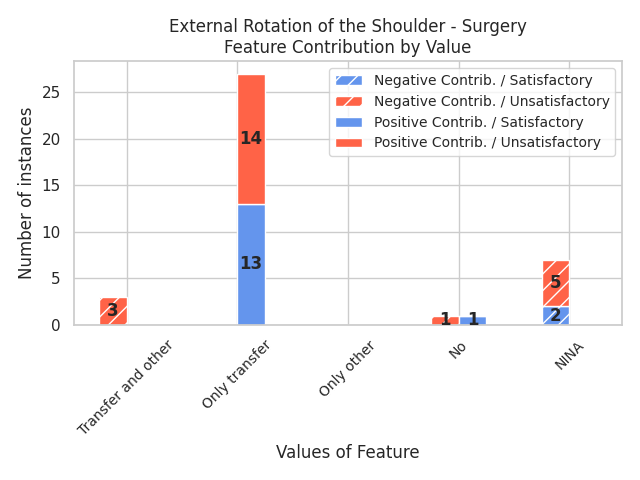 External Rotation of the Shoulder - Surgery
Feature Contribution by Value
Negative Contrib. / Satisfactory
Negative Contrib. / Unsatisfactory
Positive Contrib. / Satisfactory
Positive Contrib. / Unsatisfactory
Number of instances
25
20
15
10
5
0
3
14
13
1
1
5
2
Transfer and other
Only transfer
Only other
No
NINA
Values of Feature